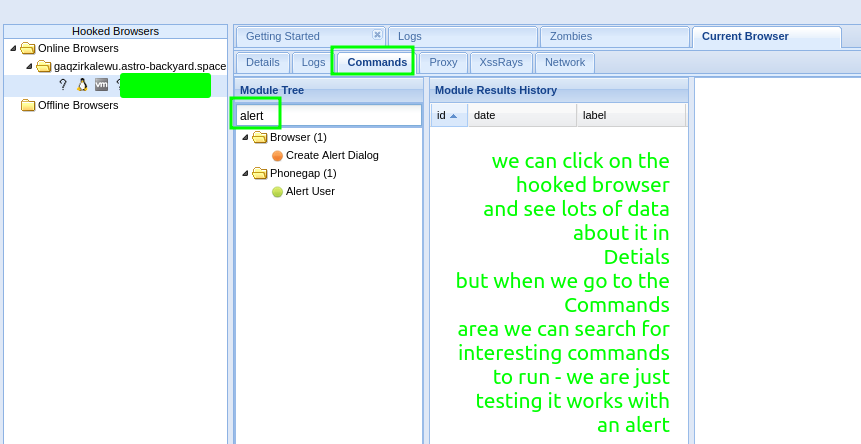 Hooked Browsers
Getting Started
Logs
Zombies
Current Browser
Online Browsers
gaqzirkalewu.astro-backyard.space
vm
Offline Browsers
Details
Logs
Commands
Proxy
XssRays
Network
Module Tree
alert
Browser (1)
Create Alert Dialog
Phonegap (1)
Alert User
Module Results History
id
date
label
we can click on the
hooked browser
and see lots of data
about it in
Detials
but when we go to the
Commands
area we can search for
interesting commands
to run - we are just
testing it works with
an alert